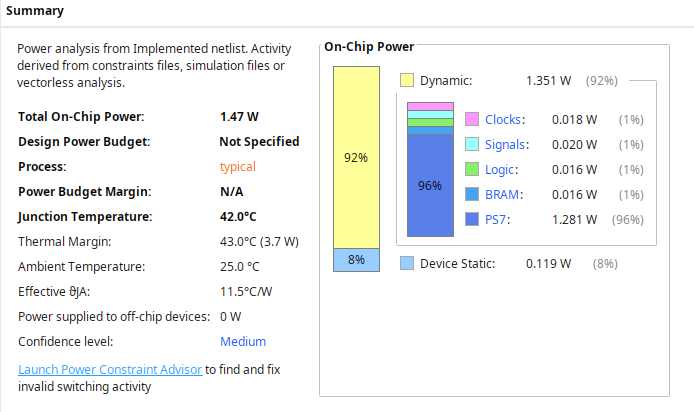 Summary
Power analysis from Implemented netlist. Activity
derived from constraints files, simulation files or
vectorless analysis.
Total On-Chip Power: 1.47 W
Design Power Budget: Not Specified
Process: typical
Power Budget Margin: N/A
Junction Temperature: 42.0°C
Thermal Margin: 43.0°C (3.7 W)
Ambient Temperature: 25.0 °C
Effective ϑJA: 11.5°C/W
Power supplied to off-chip devices: 0 W
Confidence level: Medium
Launch Power Constraint Advisor to find and fix
invalid switching activity
On-Chip Power
92%
8%
Dynamic: 1.351 W (92%)
96%
Clocks: 0.018 W (1%)
Signals: 0.020 W (1%)
Logic: 0.016 W (1%)
BRAM: 0.016 W (1%)
PS7: 1.281 W (96%)
Device Static: 0.119 W (8%)